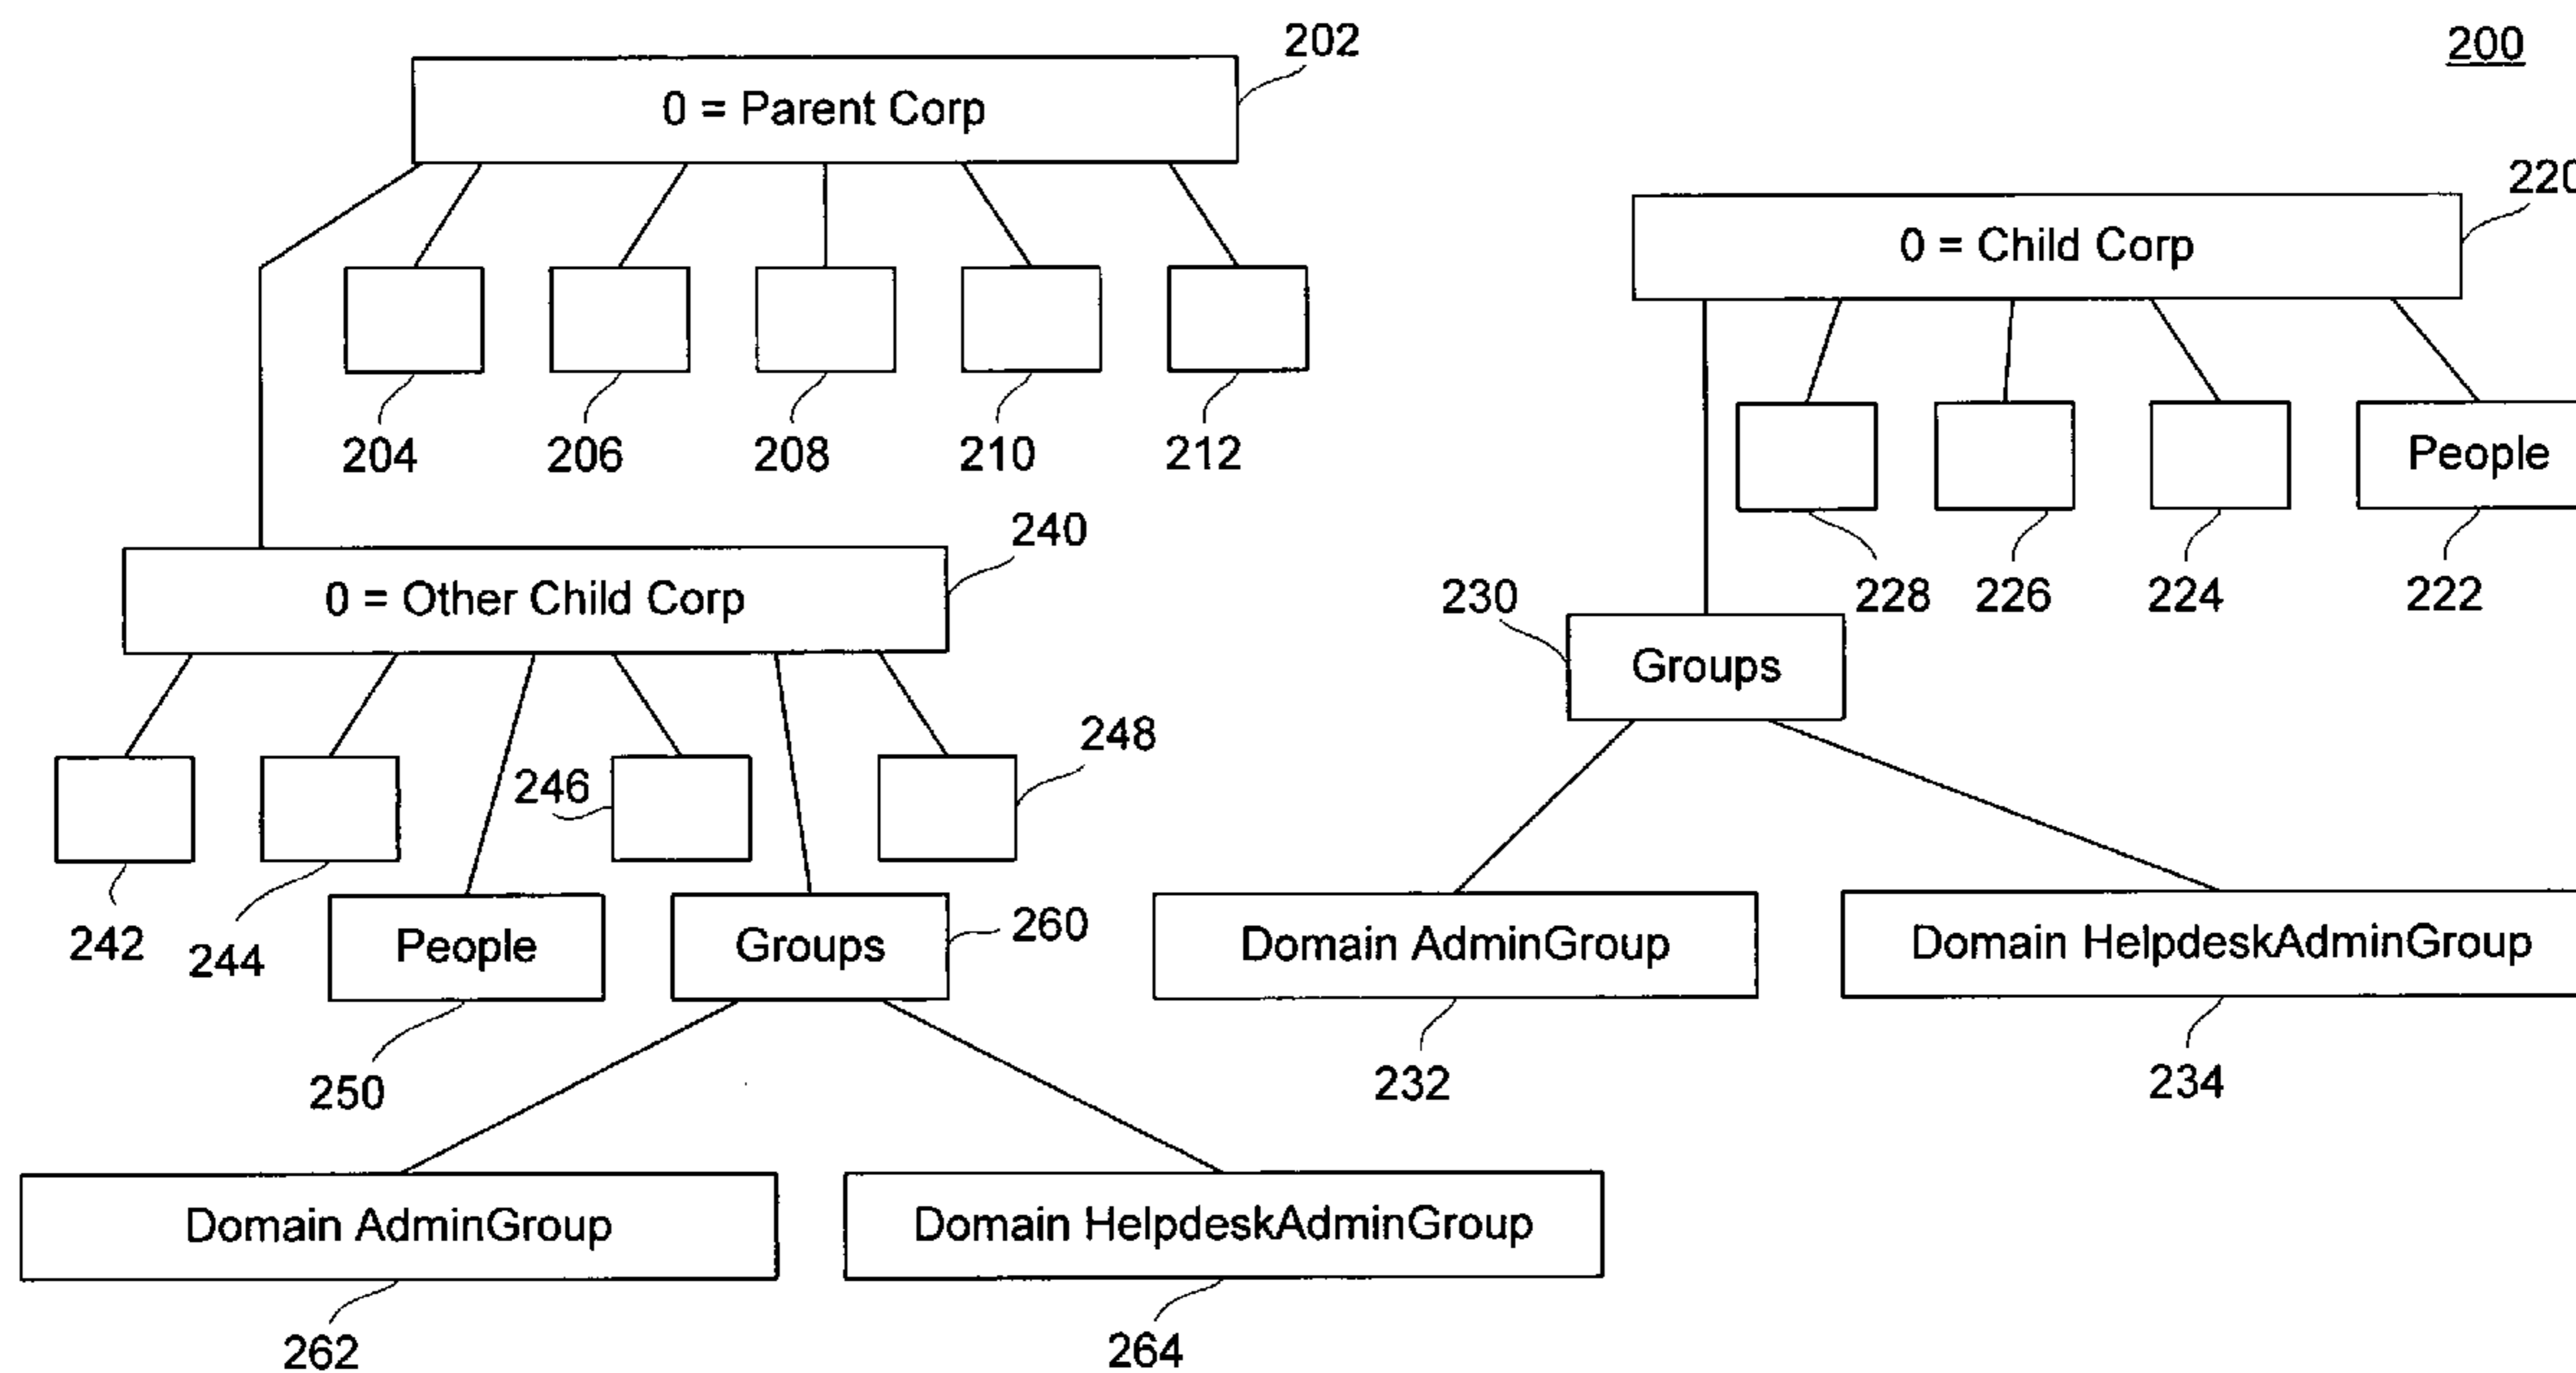 202
200
0 = Parent Corp
220
0 = Child Corp
204
206
208
210
212
People
240
0 = Other Child Corp
230
228
226
224
222
Groups
248
246
242
244
People
Groups
260
Domain AdminGroup
Domain HelpdeskAdminGroup
250
232
234
Domain AdminGroup
Domain HelpdeskAdminGroup
262
264